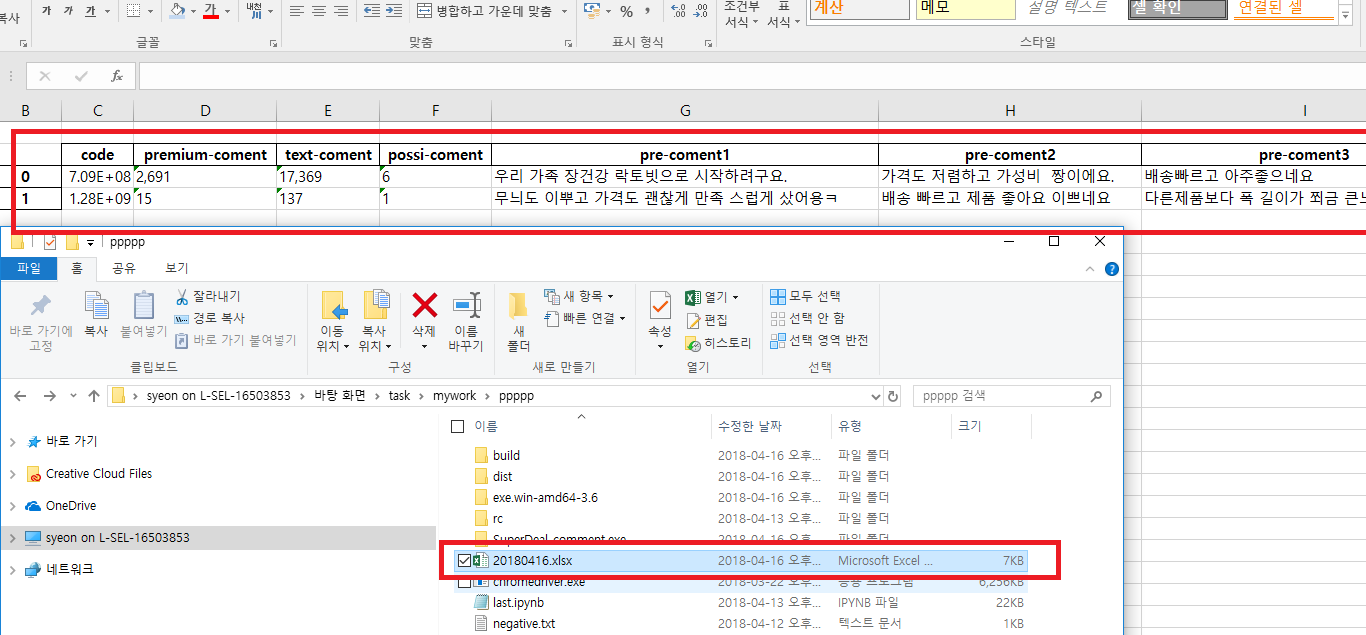 복사 가 가 가 가 내천 병합하고 가운데 맞춤 % , 조건부 서식 표 서식 계산 메모 설명 텍스트 셀 확인 연결된 셀
글꼴 맞춤 표시 형식 스타일
fx
B C D E F G H I
code premium-coment text-coment possi-coment pre-coment1 pre-coment2 pre-coment3
0 7.09E+08 2,691 17,369 6 우리 가족 장건강 락토빗으로 시작하려구요. 가격도 저렴하고 가성비 짱이에요. 배송빠르고 아주좋으네요
1 1.28E+09 15 137 1 무늬도 이뿌고 가격도 괜찮게 만족 스럽게 샀어용ㅋ 배송 빠르고 제품 좋아요 이쁘네요 다른제품보다 폭 길이가 쬐금 큰
ppppp
파일 홈 공유 보기
바로 가기에 고정
복사
붙여넣기
잘라내기
경로 복사
바로 가기 붙여넣기
이동 위치
복사 위치
삭제
이름 바꾸기
새 폴더
새 항목
빠른 연결
속성
열기
편집
히스토리
모두 선택
선택 안 함
선택 영역 반전
클립보드 구성 새로 만들기 열기 선택
syeon on L-SEL-16503853 › 바탕 화면 › task › mywork › ppppp
ppppp 검색
바로 가기
Creative Cloud Files
OneDrive
syeon on L-SEL-16503853
네트워크
이름 수정한 날짜 유형 크기
build 2018-04-16 오후... 파일 폴더
dist 2018-04-16 오후... 파일 폴더
exe.win-amd64-3.6 2018-04-16 오후... 파일 폴더
rc 2018-04-13 오후... 파일 폴더
SuperDeal_comment.exe 2018-04-16 오후... 파일 폴더
20180416.xlsx 2018-04-16 오후... Microsoft Excel ... 7KB
chromedriver.exe 2018-03-22 오후... 응용 프로그램 6,256KB
last.ipynb 2018-04-13 오후... IPYNB 파일 22KB
negative.txt 2018-04-12 오후... 텍스트 문서 1KB